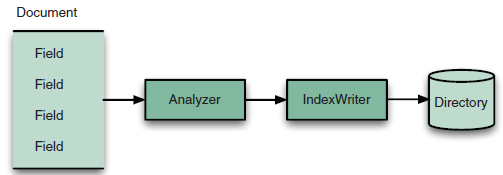 Document
Field
Field
Field
Field
Analyzer
IndexWriter
Directory